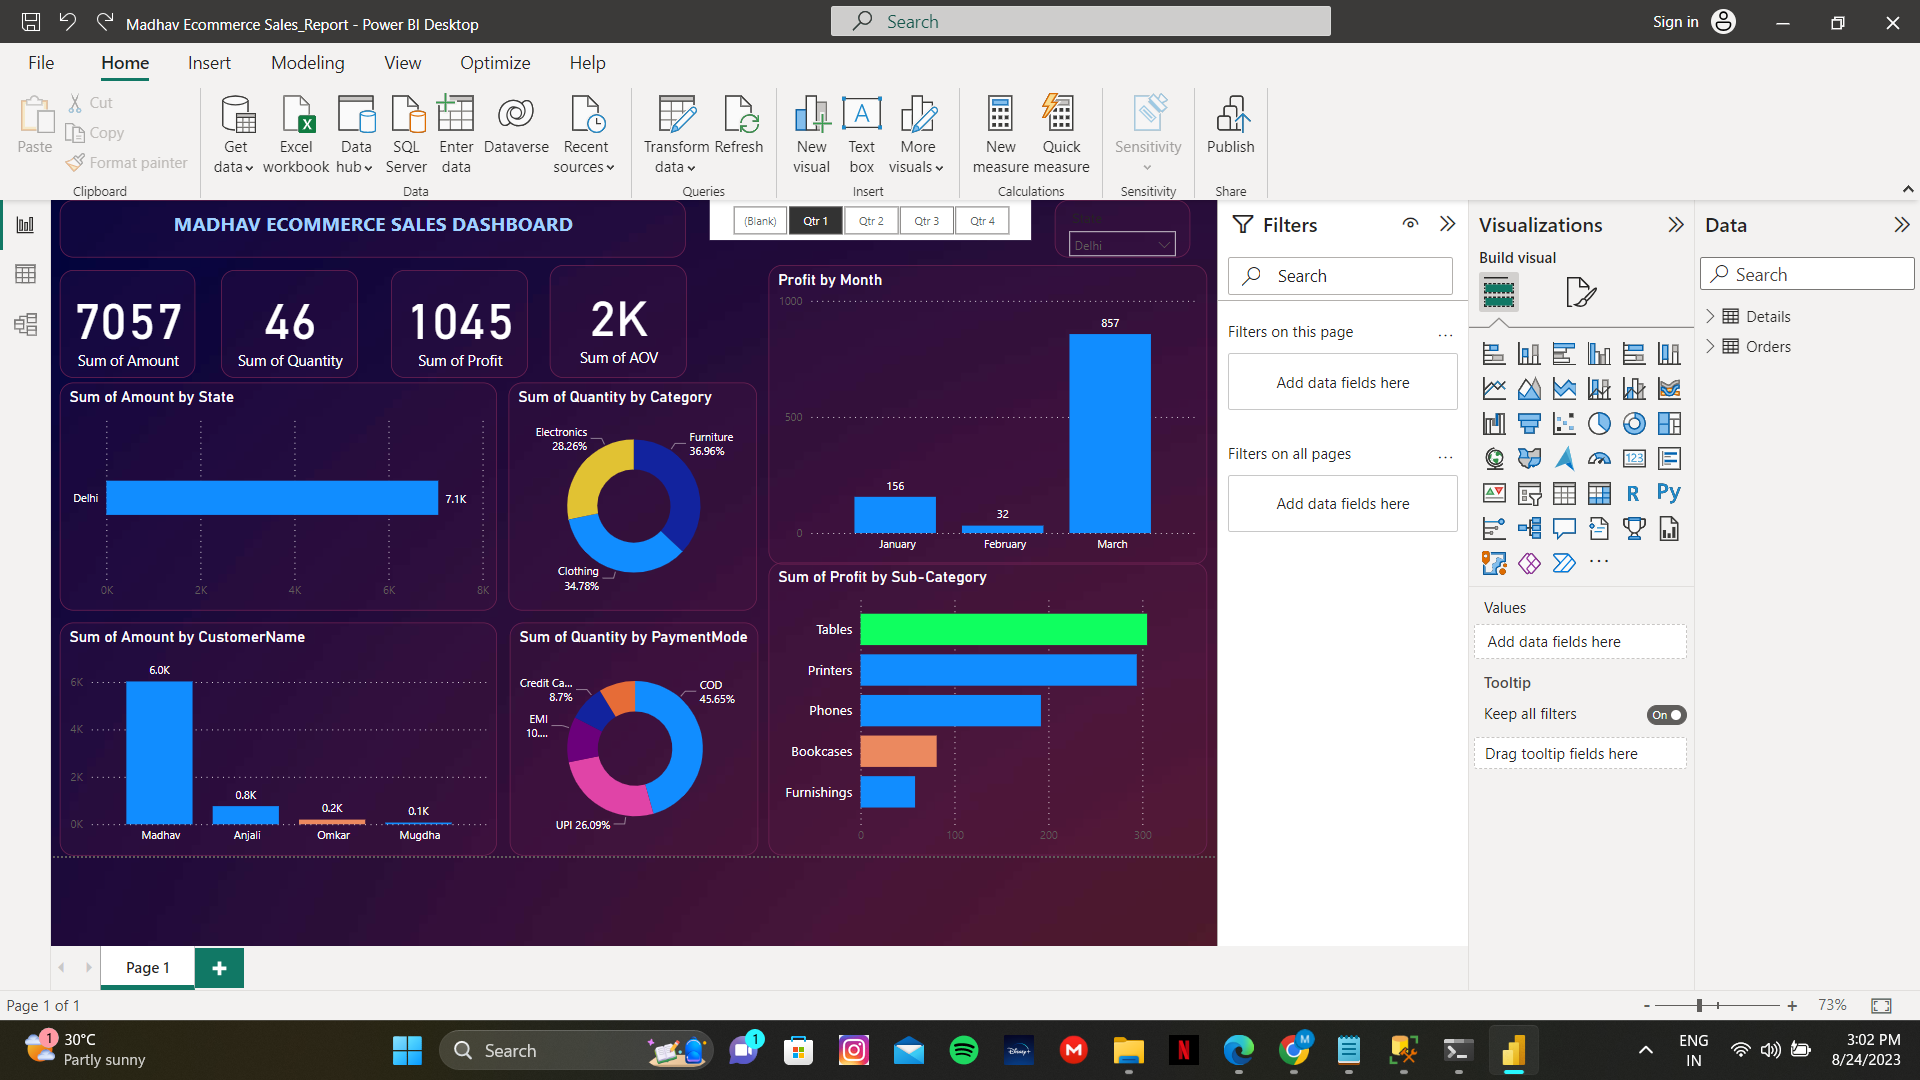 Madhav Ecommerce Sales_Report - Power BI Desktop
Search
Sign in
File
Home
Insert
Modeling
View
Optimize
Help
Paste
Cut
Copy
Format painter
Clipboard
Get data
Excel workbook
Data hub
SQL Server
Enter data
Dataverse
Recent sources
Data
Transform data
Refresh
Queries
New visual
Text box
More visuals
Insert
New measure
Quick measure
Calculations
Sensitivity
Sensitivity
Publish
Share
MADHAV ECOMMERCE SALES DASHBOARD
(Blank)
Qtr 1
Qtr 2
Qtr 3
Qtr 4
Delhi
7057
Sum of Amount
46
Sum of Quantity
1045
Sum of Profit
2K
Sum of AOV
Profit by Month
1000
500
0
156
32
857
January
February
March
Sum of Amount by State
Delhi
7.1K
0K
2K
4K
6K
8K
Sum of Quantity by Category
Electronics
28.26%
Furniture
36.96%
Clothing
34.78%
Sum of Profit by Sub-Category
Tables
Printers
Phones
Bookcases
Furnishings
0
100
200
300
Sum of Amount by CustomerName
6K
4K
2K
0K
6.0K
0.8K
0.2K
0.1K
Madhav
Anjali
Omkar
Mugdha
Sum of Quantity by PaymentMode
Credit Ca...
8.7%
COD
45.65%
EMI
10....
UPI 26.09%
Filters
Search
Filters on this page
...
Add data fields here
Filters on all pages
...
Add data fields here
Visualizations
Build visual
123
R
Py
...
Values
Add data fields here
Tooltip
Keep all filters
On
Drag tooltip fields here
Data
Search
Details
Orders
Page 1
Page 1 of 1
- + 73%
1
30°C
Partly sunny
Search
1
Disney+
M
N
M
ENG
IN
3:02 PM
8/24/2023